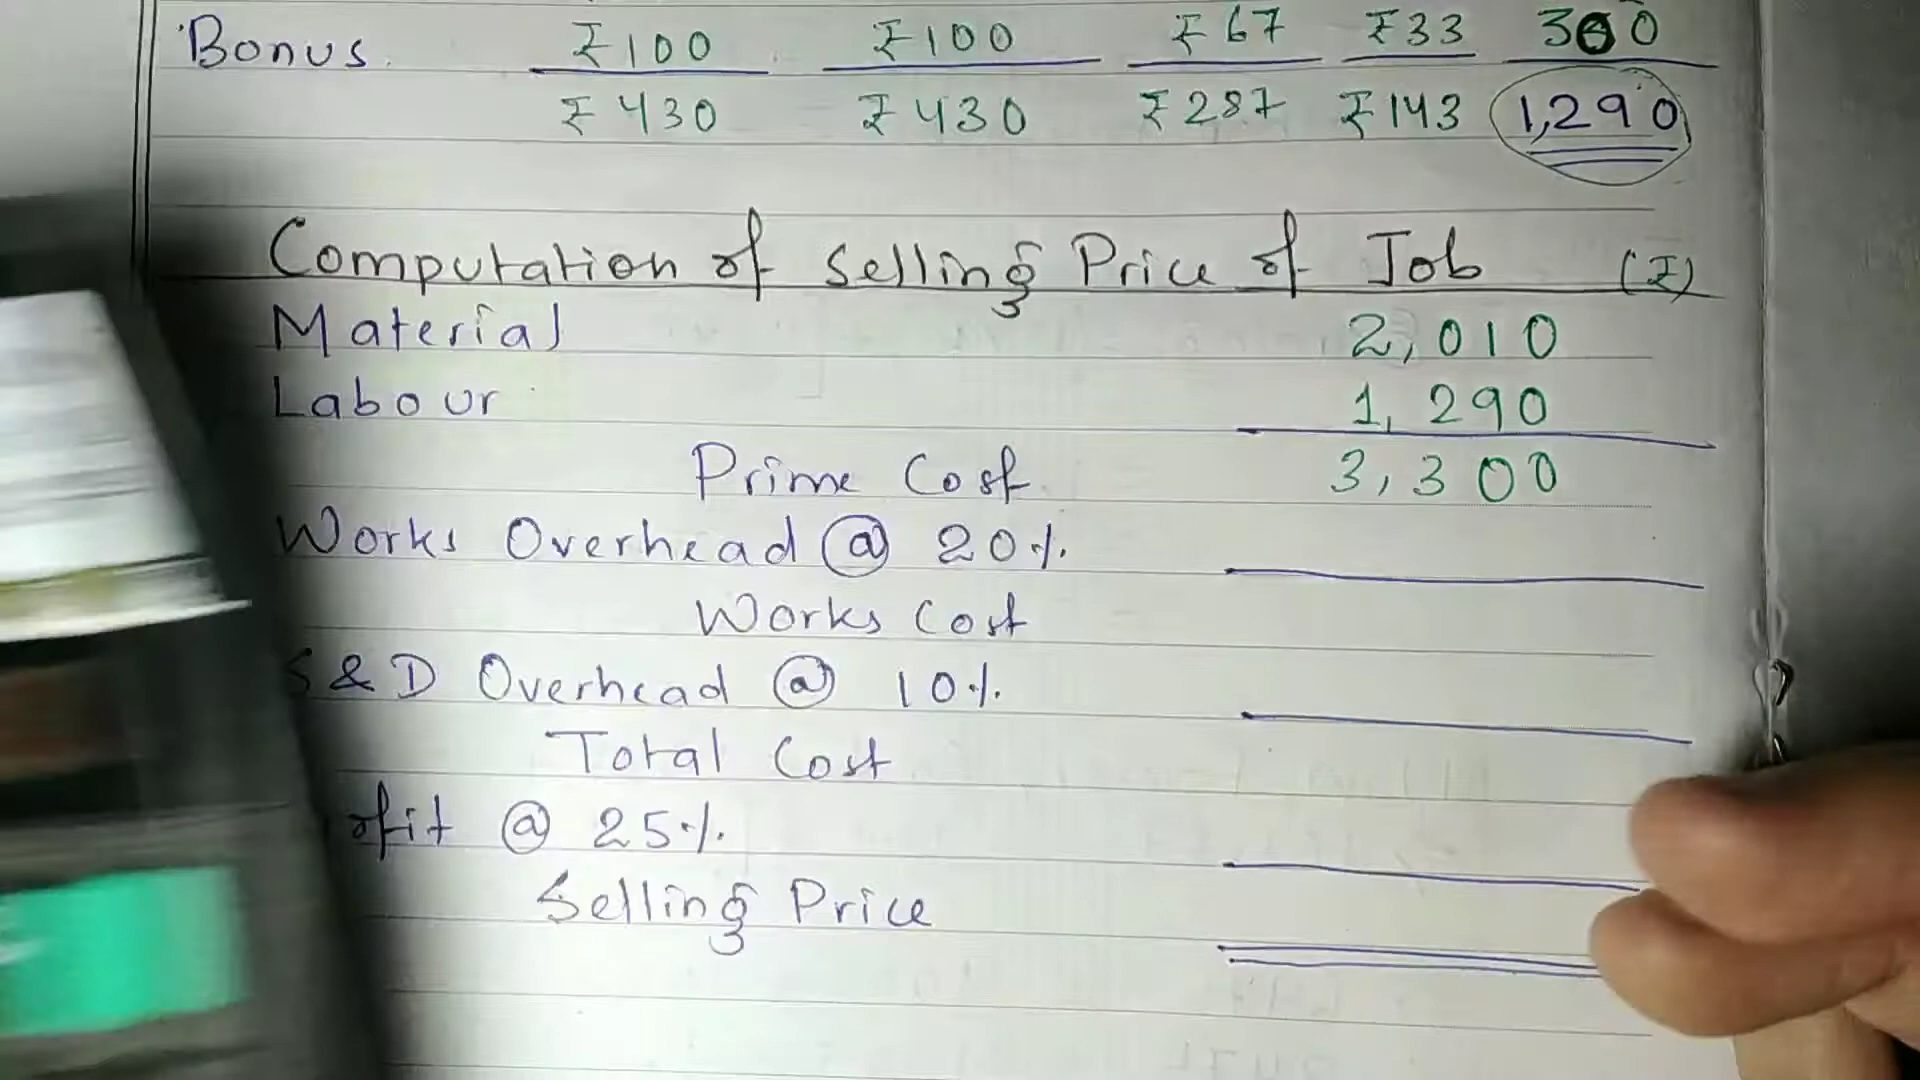 Bonus. ₹100 ₹100 ₹67 ₹33 300
₹430 ₹430 ₹287 ₹143 1,290
Computation of Selling Price of Job (₹)
Material 2,010
Labour 1,290
Prime Cost 3,300
Works Overhead @ 20%
Works Cost
S & D Overhead @ 10%
Total Cost
ofit @ 25%
Selling Price